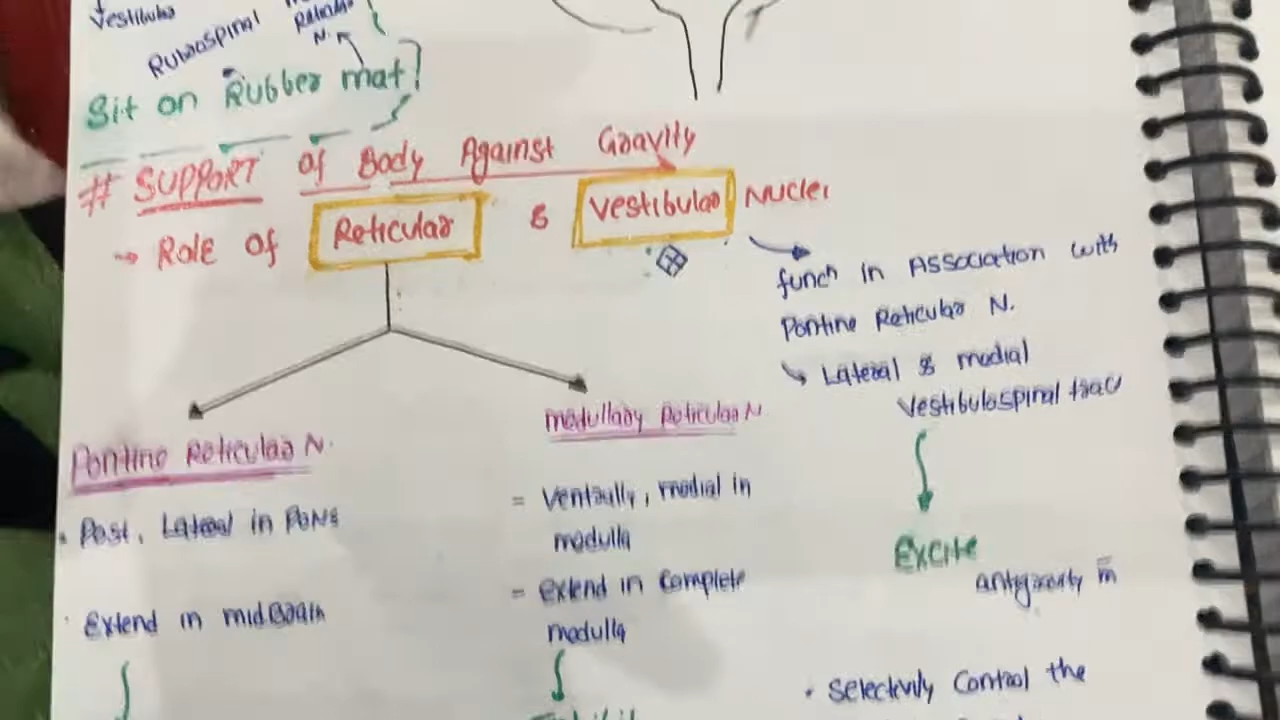 Vestibulo
Rubrospinal
Reticular
N.
Sit on Rubber mat?
# SUPPORT of Body Against Gravity
→ Role of Reticular & Vestibular Nuclei
funcⁿ in Association with
Pontine Reticular N.
↳ Lateral & medial
Vestibulospinal tract
Excite
antigravity m̅
• Selectivily Control the
Pontine Reticular N.
• Post, Lateral in Pons
• Extend in midBrain
medullary Reticular N
= Ventrally, medial in
medulla
= Extend in Complete
medulla